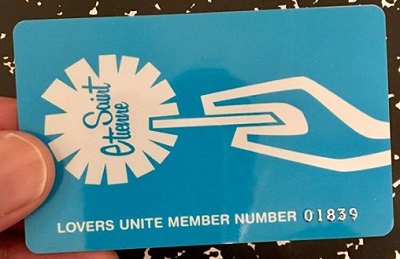 Saint
etienne
LOVERS UNITE MEMBER NUMBER 01839